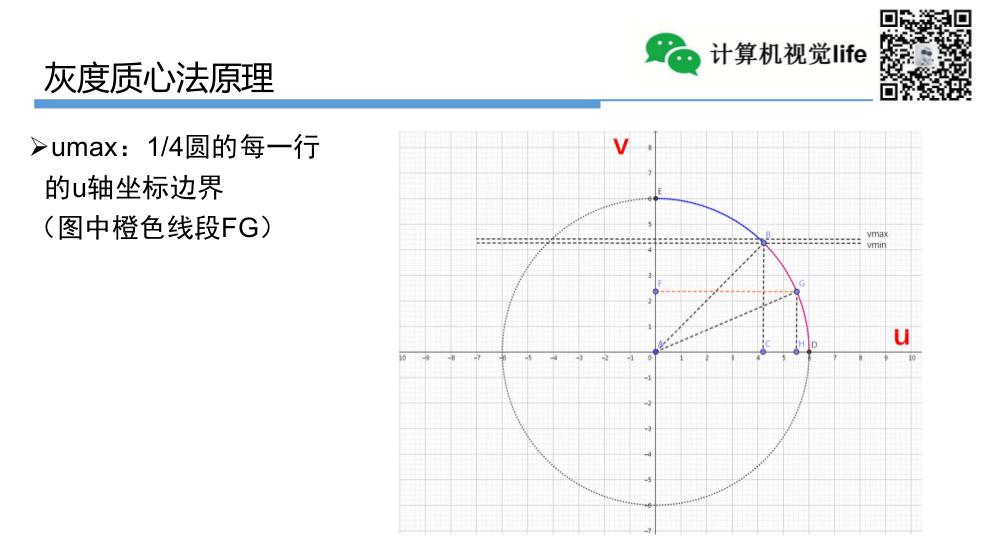 计算机视觉life
灰度质心法原理
➢umax：1/4圆的每一行
的u轴坐标边界
（图中橙色线段FG）
v
8
7
E
6
5
B
vmax
4
vmin
3
F
G
2
1
u
A
C
H
D
10 -9 -8 -7 -6 -5 -4 -3 -2 -1 0 1 2 3 4 5 6 7 8 9 10
-1
-2
-3
-4
-5
-6
-7